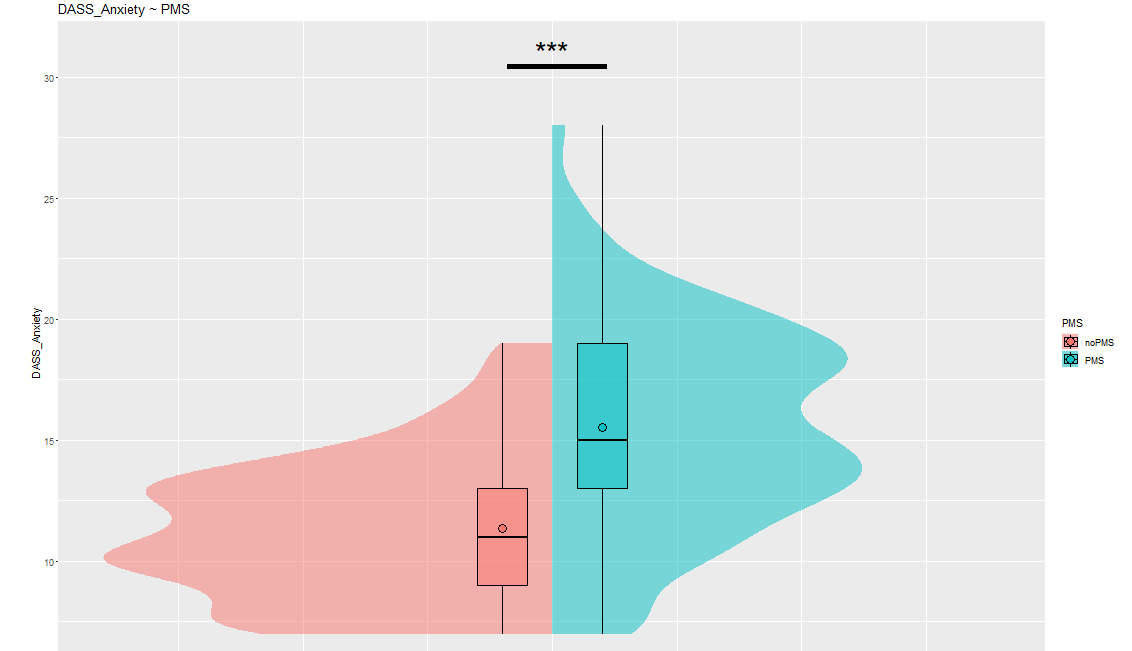 DASS_Anxiety ~ PMS
***
30
25
20
15
10
DASS_Anxiety
PMS
noPMS
PMS